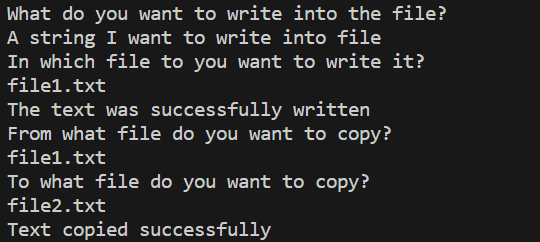 What do you want to write into the file?
A string I want to write into file
In which file to you want to write it?
file1.txt
The text was successfully written
From what file do you want to copy?
file1.txt
To what file do you want to copy?
file2.txt
Text copied successfully